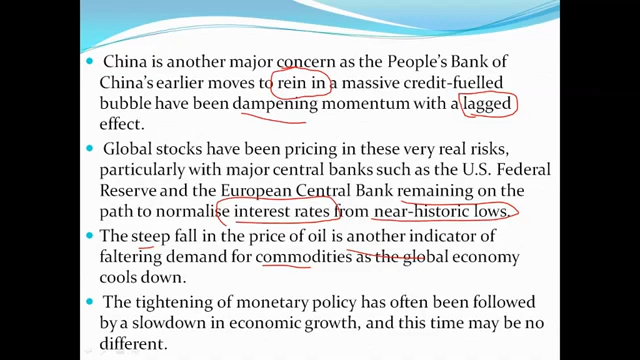 China is another major concern as the People's Bank of
China's earlier moves to rein in a massive credit-fuelled
bubble have been dampening momentum with a lagged
effect.
Global stocks have been pricing in these very real risks,
particularly with major central banks such as the U.S. Federal
Reserve and the European Central Bank remaining on the
path to normalise interest rates from near-historic lows.
The steep fall in the price of oil is another indicator of
faltering demand for commodities as the global economy
cools down.
The tightening of monetary policy has often been followed
by a slowdown in economic growth, and this time may be no
different.